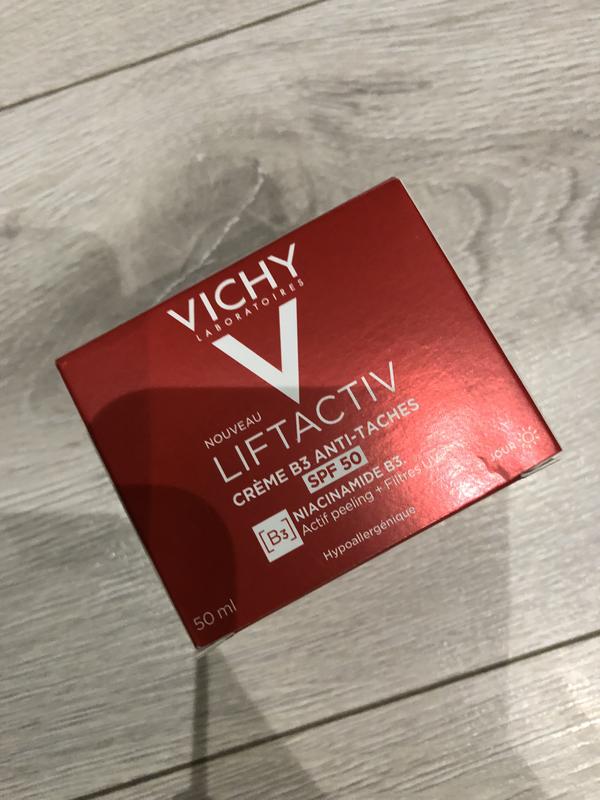 VICHY
LABORATOIRES
NOUVEAU
LIFTACTIV
CRÈME B3 ANTI-TACHES
SPF 50
[B3]
NIACINAMIDE B3
Actif peeling + Filtres UV
Hypoallergénique
JOUR
50 ml